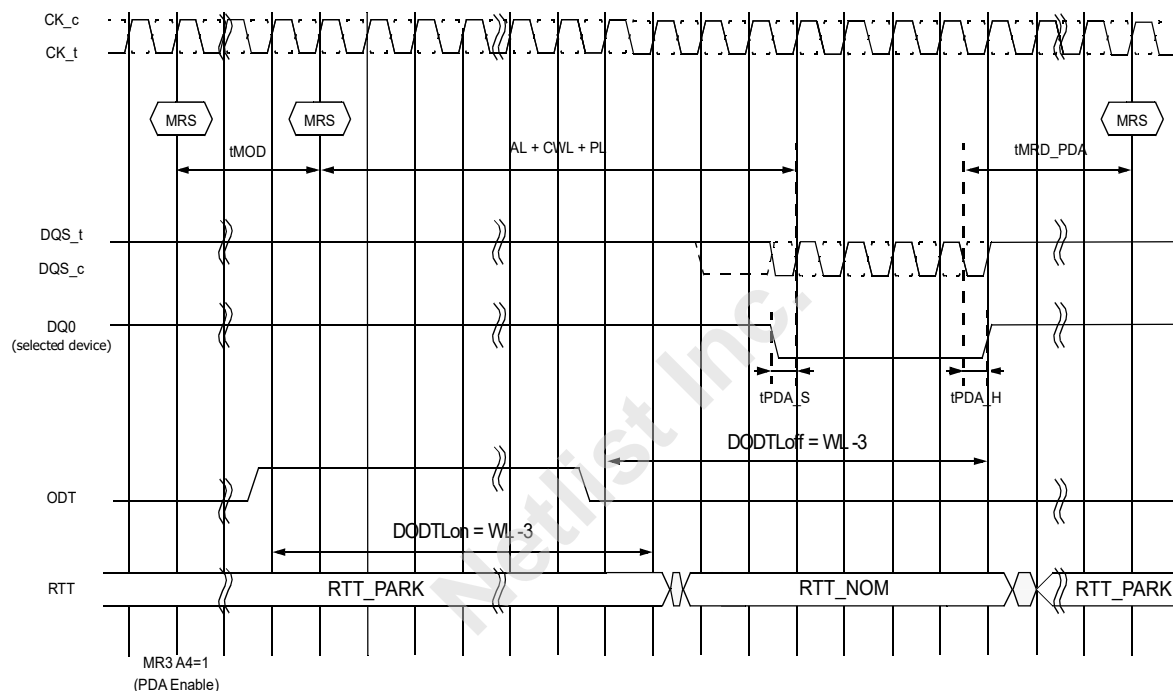 CK_c
CK_t
MRS
MRS
MRS
tMOD
AL + CWL + PL
tMRD_PDA
DQS_t
DQS_c
DQ0
(selected device)
tPDA_S
tPDA_H
DODTLoff = WL -3
ODT
DODTLon = WL -3
RTT
RTT_PARK
RTT_NOM
RTT_PARK
MR3 A4=1
(PDA Enable)
Netlist Inc.